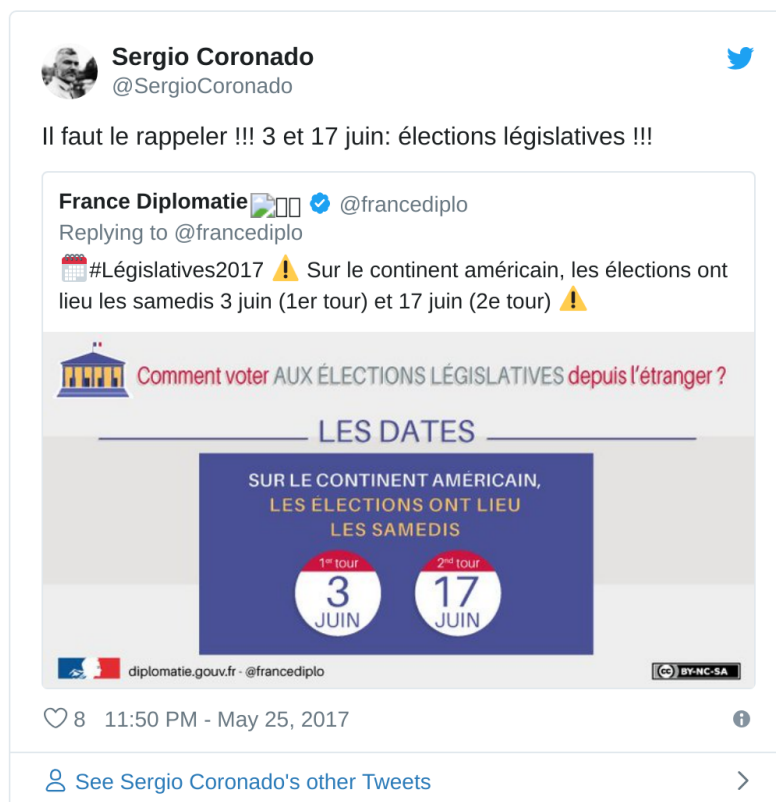 Sergio Coronado
@SergioCoronado
Il faut le rappeler !!! 3 et 17 juin: élections législatives !!!
France Diplomatie @francediplo
Replying to @francediplo
#Législatives2017 ⚠ Sur le continent américain, les élections ont
lieu les samedis 3 juin (1er tour) et 17 juin (2e tour) ⚠
Comment voter AUX ÉLECTIONS LÉGISLATIVES depuis l'étranger ?
LES DATES
SUR LE CONTINENT AMÉRICAIN,
LES ÉLECTIONS ONT LIEU
LES SAMEDIS
1er tour
3
JUIN
2nd tour
17
JUIN
diplomatie.gouv.fr - @francediplo
cc BY-NC-SA
8 11:50 PM - May 25, 2017
See Sergio Coronado's other Tweets